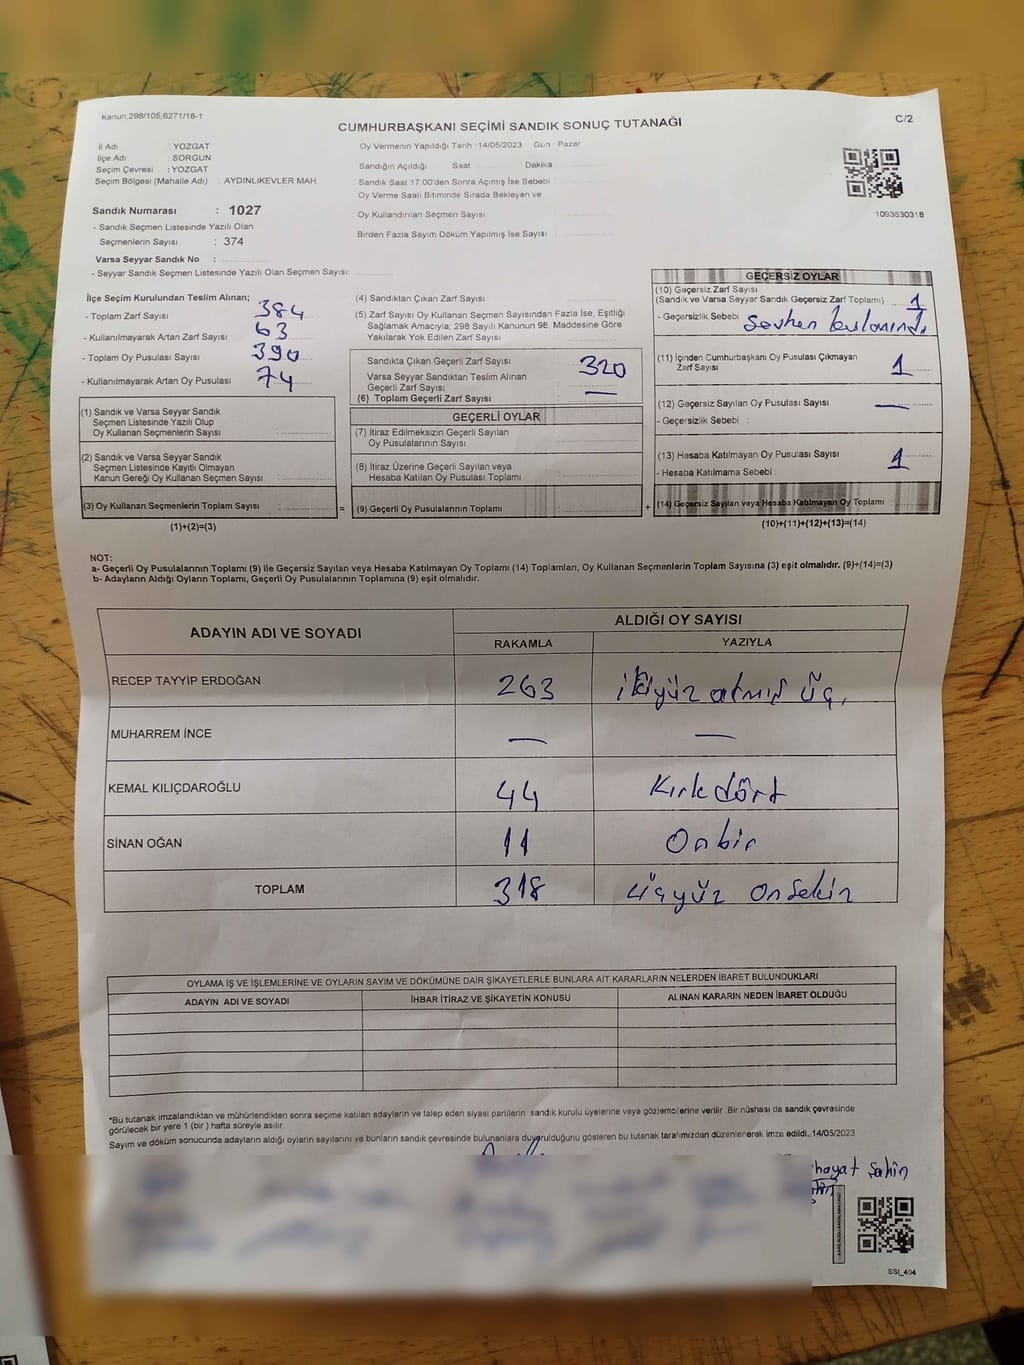 Kanun,298/105,6271/18-1
CUMHURBAŞKANI SEÇİMİ SANDIK SONUÇ TUTANAĞI
C/2
İl Adı : YOZGAT
İlçe Adı : SORGUN
Seçim Çevresi : YOZGAT
Seçim Bölgesi (Mahalle Adı) : AYDINLIKEVLER MAH.
Sandık Numarası : 1027
- Sandık Seçmen Listesinde Yazılı Olan
Seçmenlerin Sayısı : 374
Varsa Seyyar Sandık No :
- Seyyar Sandık Seçmen Listesinde Yazılı Olan Seçmen Sayısı:
Oy Vermenin Yapıldığı Tarih : 14/05/2023 Gün : Pazar
Sandığın Açıldığı Saat Dakika
Sandık Saat 17:00'den Sonra Açımış İse Sebebi
Oy Verme Saati Bitiminde Sırada Bekleyen ve
Oy Kullandırılan Seçmen Sayısı
Birden Fazla Sayım Döküm Yapılmış İse Sayısı
1093630318
İlçe Seçim Kurulundan Teslim Alınan;
- Toplam Zarf Sayısı 384
- Kullanılmayarak Artan Zarf Sayısı 63
- Toplam Oy Pusulası Sayısı 390
- Kullanılmayarak Artan Oy Pusulası 74
(1) Sandık ve Varsa Seyyar Sandık
Seçmen Listesinde Yazılı Olup
Oy Kullanan Seçmenlerin Sayısı :
(2) Sandık ve Varsa Seyyar Sandık
Seçmen Listesinde Kayıtlı Olmayan
Kanun Gereği Oy Kullanan Seçmen Sayısı :
(3) Oy Kullanan Seçmenlerin Toplam Sayısı : =
(1)+(2)=(3)
(4) Sandıktan Çıkan Zarf Sayısı
(5) Zarf Sayısı Oy Kullanan Seçmen Sayısından Fazla İse, Eşitliği
Sağlamak Amacıyla; 298 Sayılı Kanunun 98. Maddesine Göre
Yakılarak Yok Edilen Zarf Sayısı
Sandıkta Çıkan Geçerli Zarf Sayısı 320
Varsa Seyyar Sandıktan Teslim Alınan
Geçerli Zarf Sayısı —
(6) Toplam Geçerli Zarf Sayısı
GEÇERLİ OYLAR
(7) İtiraz Edilmeksizin Geçerli Sayılan
Oy Pusulalarının Sayısı
(8) İtiraz Üzerine Geçerli Sayılan veya
Hesaba Katılan Oy Pusulası Toplamı
(9) Geçerli Oy Pusulalarının Toplamı : +
GEÇERSİZ OYLAR
(10) Geçersiz Zarf Sayısı
(Sandık ve Varsa Seyyar Sandık Geçersiz Zarf Toplamı) 1
- Geçersizlik Sebebi :
(11) İçinden Cumhurbaşkanı Oy Pusulası Çıkmayan
Zarf Sayısı 1
(12) Geçersiz Sayılan Oy Pusulası Sayısı —
- Geçersizlik Sebebi :
(13) Hesaba Katılmayan Oy Pusulası Sayısı 1
- Hesaba Katılmama Sebebi :
(14) Geçersiz Sayılan veya Hesaba Katılmayan Oy Toplamı
(10)+(11)+(12)+(13)=(14)
NOT:
a- Geçerli Oy Pusulalarının Toplamı (9) ile Geçersiz Sayılan veya Hesaba Katılmayan Oy Toplamı (14) Toplamları, Oy Kullanan Seçmenlerin Toplam Sayısına (3) eşit olmalıdır. (9)+(14)=(3)
b- Adayların Aldığı Oyların Toplamı, Geçerli Oy Pusulalarının Toplamına (9) eşit olmalıdır.
ADAYIN ADI VE SOYADI ALDIĞI OY SAYISI
RAKAMLA YAZIYLA
RECEP TAYYİP ERDOĞAN 263 ikiyüz atmış üç
MUHARREM İNCE — —
KEMAL KILIÇDAROĞLU 44 Kırk dört
SİNAN OĞAN 11 Onbir
TOPLAM 318 Üçyüz Onsekiz
OYLAMA İŞ VE İŞLEMLERİNE VE OYLARIN SAYIM VE DÖKÜMÜNE DAİR ŞİKAYETLERLE BUNLARA AİT KARARLARIN NELERDEN İBARET BULUNDUKLARI
ADAYIN ADI VE SOYADI İHBAR İTİRAZ VE ŞİKAYETİN KONUSU ALINAN KARARIN NEDEN İBARET OLDUĞU
*Bu tutanak imzalandıktan ve mühürlendikten sonra seçime katılan adayların ve talep eden siyasi partilerin sandık kurulu üyelerine veya gözlemcilerine verilir. Bir nüshası da sandık çevresinde
görülecek bir yere 1 (bir ) hafta süreyle asılır.
Sayım ve döküm sonucunda adayların aldığı oyların sayılarını ve bunların sandık çevresinde bulunanlara duyurulduğunu gösteren bu tutanak tarafımızdan düzenlenerek imza edildi. 14/05/2023
hayat Şahin
SSI_404